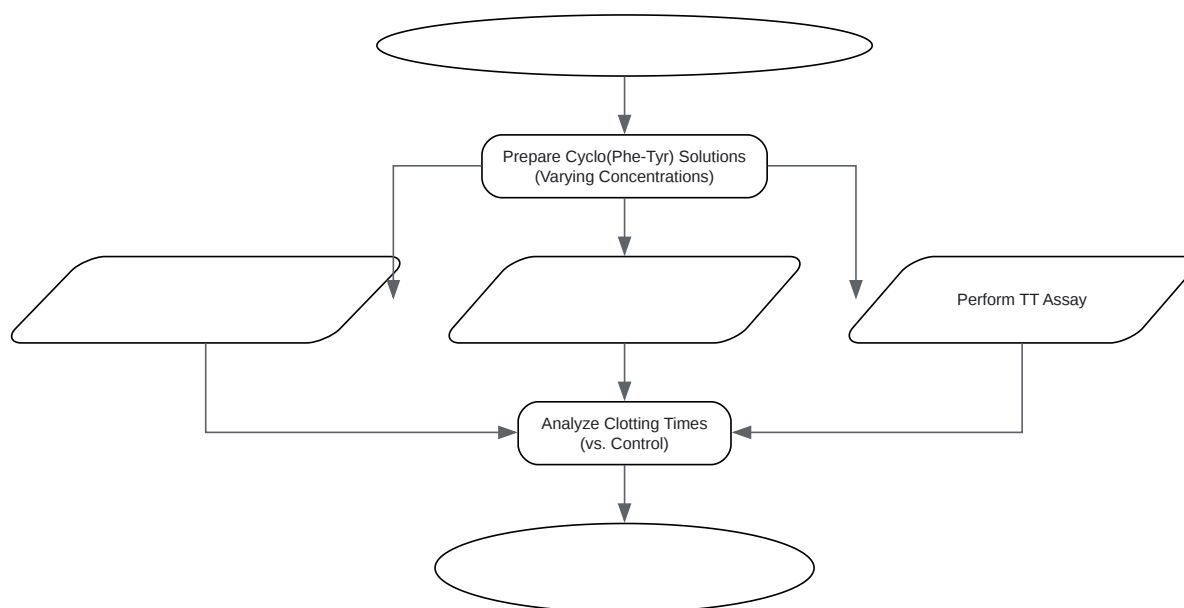 Prepare Cyclo(Phe-Tyr) Solutions
(Varying Concentrations)
Perform TT Assay
Analyze Clotting Times
(vs. Control)